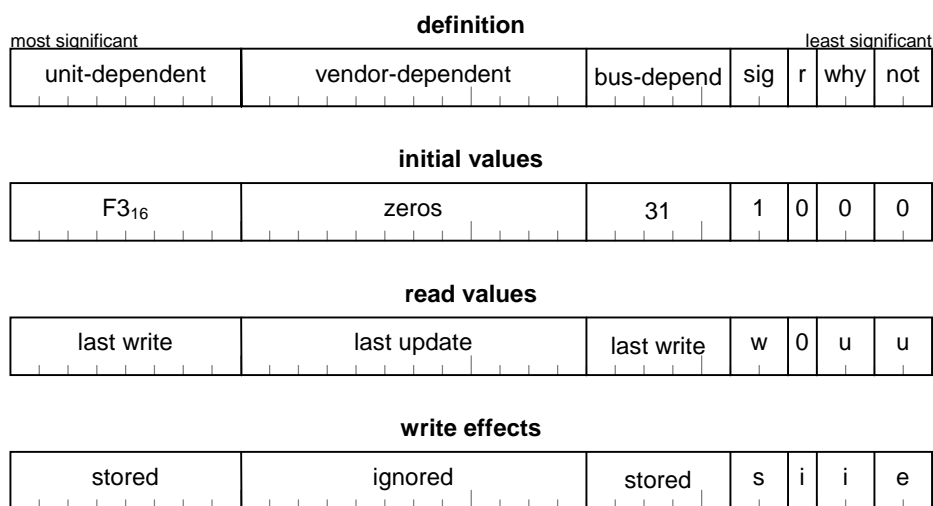 definition
most significant least significant
unit-dependent vendor-dependent bus-depend sig r why not
initial values
F3₁₆ zeros 31 1 0 0 0
read values
last write last update last write w 0 u u
write effects
stored ignored stored s i i e